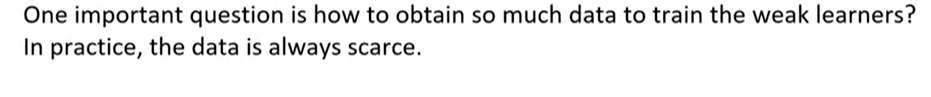 One important question is how to obtain so much data to train the weak learners?
In practice, the data is always scarce.